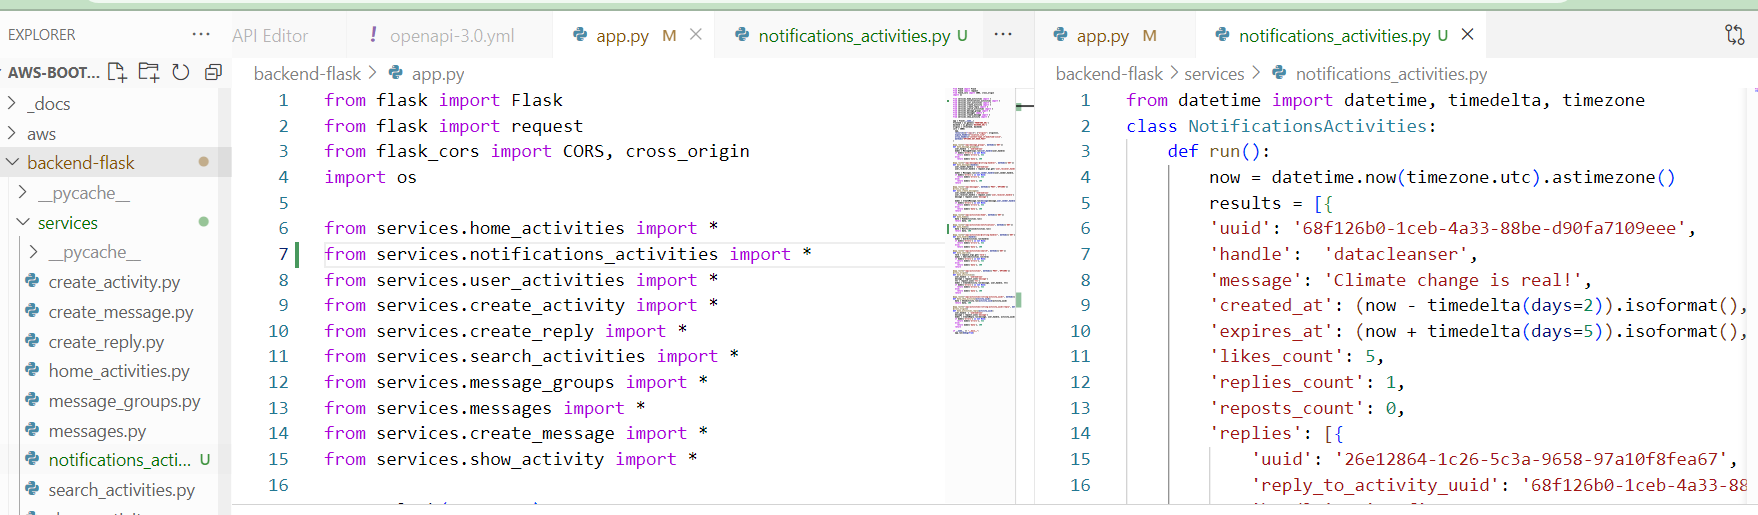 EXPLORER
AWS-BOOT...
_docs
aws
backend-flask
__pycache__
services
__pycache__
create_activity.py
create_message.py
create_reply.py
home_activities.py
message_groups.py
messages.py
notifications_acti... U
search_activities.py
API Editor
! openapi-3.0.yml
app.py M
notifications_activities.py U
backend-flask > app.py
1 from flask import Flask
2 from flask import request
3 from flask_cors import CORS, cross_origin
4 import os
5
6 from services.home_activities import *
7 from services.notifications_activities import *
8 from services.user_activities import *
9 from services.create_activity import *
10 from services.create_reply import *
11 from services.search_activities import *
12 from services.message_groups import *
13 from services.messages import *
14 from services.create_message import *
15 from services.show_activity import *
16
app.py M
notifications_activities.py U
backend-flask > services > notifications_activities.py
1 from datetime import datetime, timedelta, timezone
2 class NotificationsActivities:
3 def run():
4 now = datetime.now(timezone.utc).astimezone()
5 results = [{
6 'uuid': '68f126b0-1ceb-4a33-88be-d90fa7109eee',
7 'handle': 'datacleanser',
8 'message': 'Climate change is real!',
9 'created_at': (now - timedelta(days=2)).isoformat(),
10 'expires_at': (now + timedelta(days=5)).isoformat(),
11 'likes_count': 5,
12 'replies_count': 1,
13 'reposts_count': 0,
14 'replies': [{
15 'uuid': '26e12864-1c26-5c3a-9658-97a10f8fea67',
16 'reply_to_activity_uuid': '68f126b0-1ceb-4a33-88